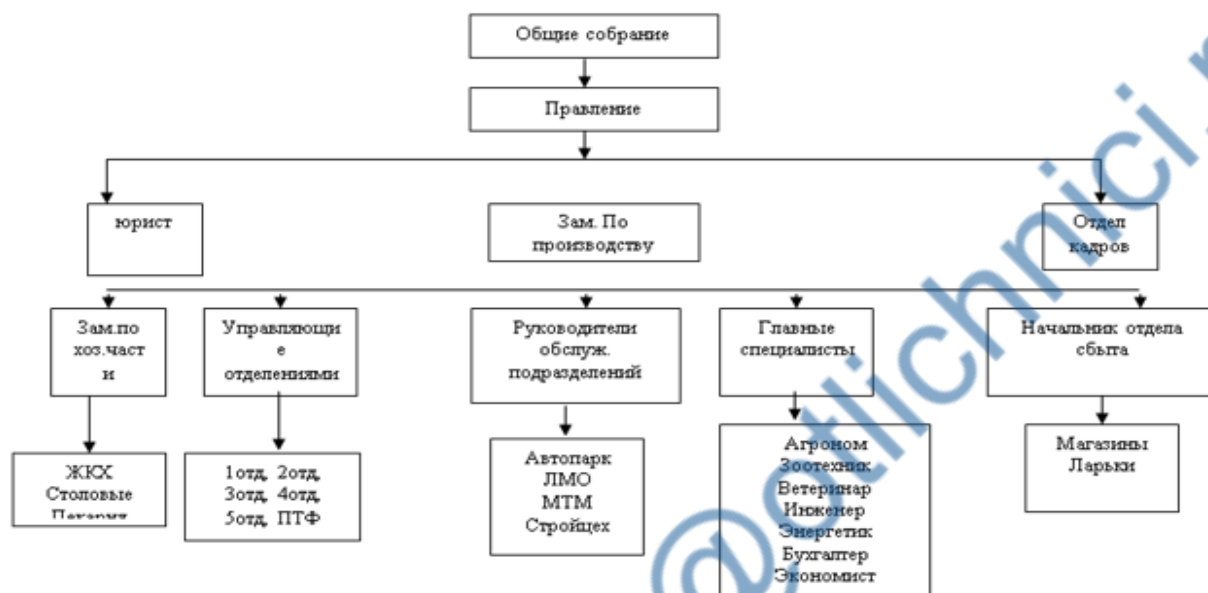 Общие собрание
Правление
юрист
Зам. По
производству
Отдел
кадров
Зам.по
хоз.част
и
Управляющи
е
отделениями
Руководители
обслуж.
подразделений
Главные
специалисты
Начальник отдела
сбыта
ЖКХ
Столовые
Пекарня
1отд, 2отд,
3отд, 4отд,
5отд, ПТФ
Автопарк
ЛМО
МТМ
Стройцех
Агроном
Зоотехник
Ветеринар
Инженер
Энергетик
Бухгалтер
Экономист
Магазины
Ларьки
@otlichnici.